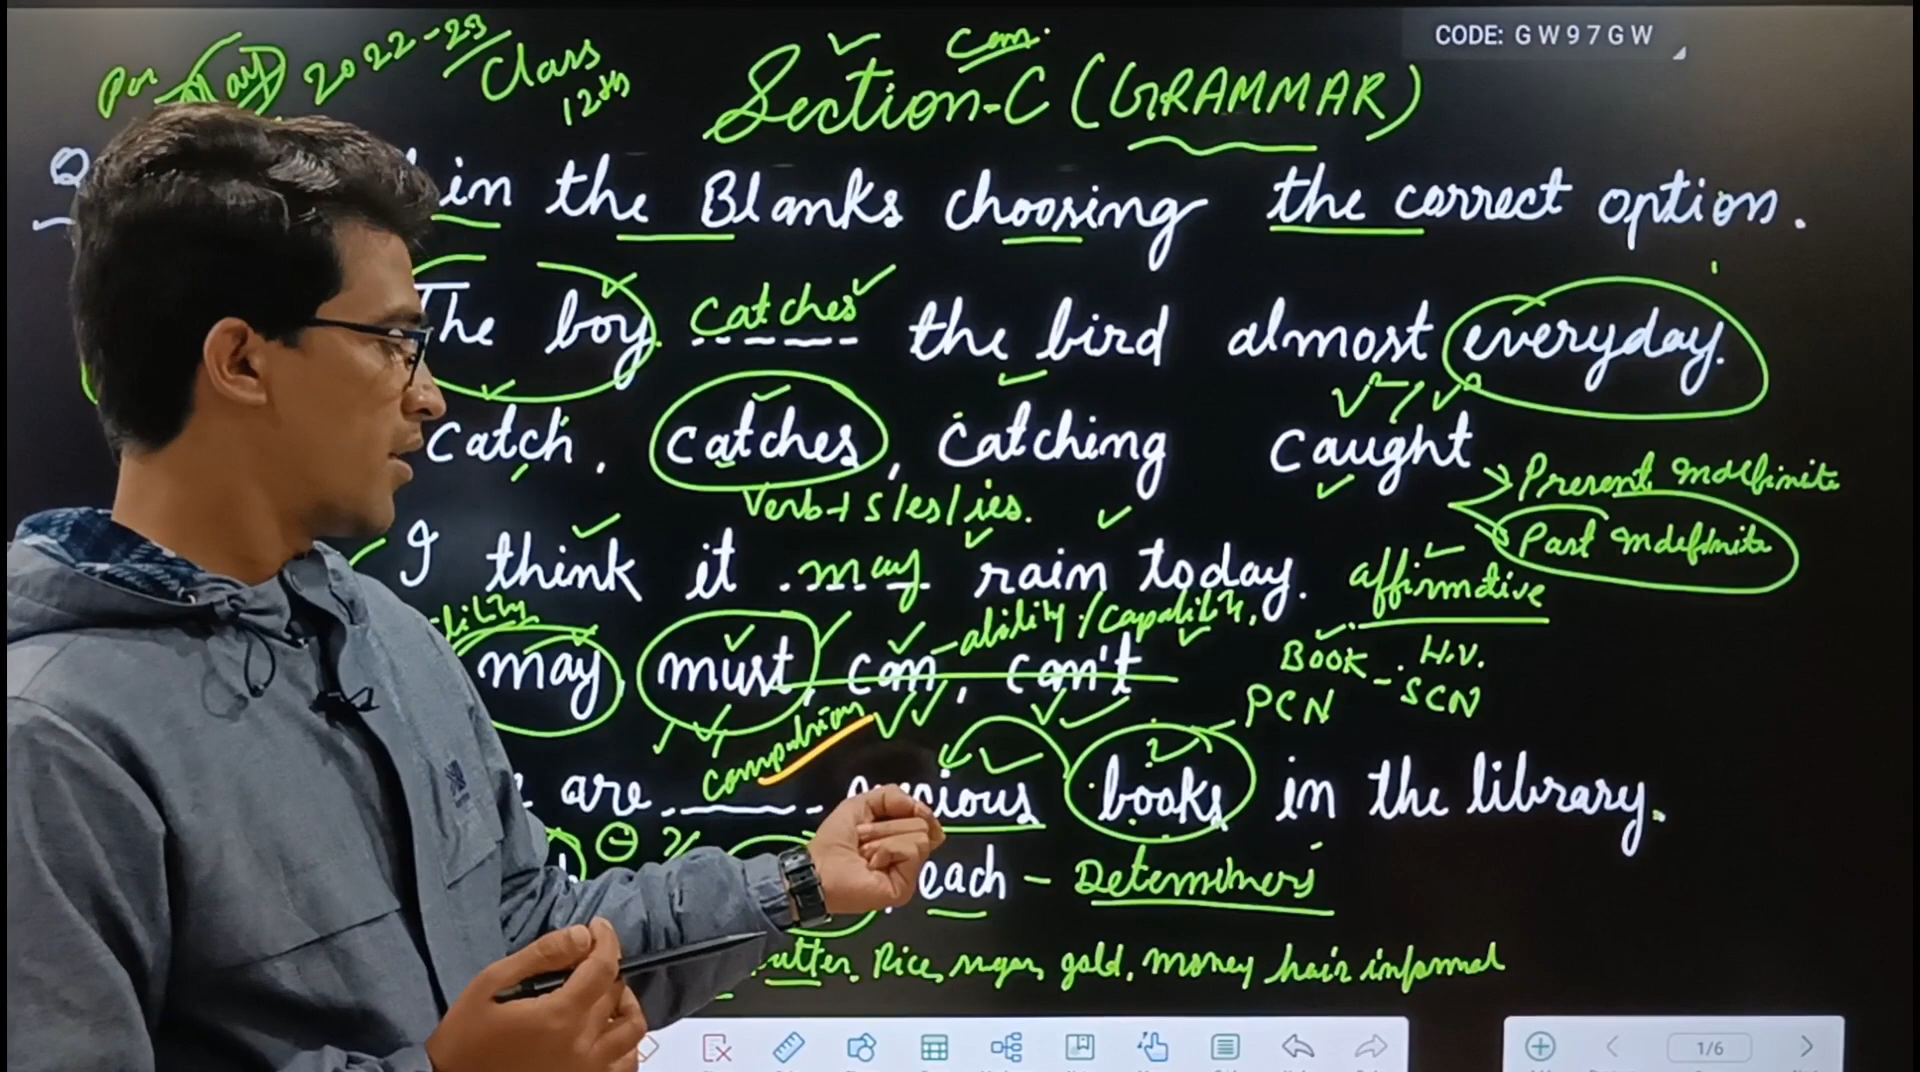 CODE: GW97GW
Per May 2022-23 Class 12th
Section-C (GRAMMAR)
Q in the Blanks choosing the correct option.
The boy catches the bird almost everyday.
catch, catches, catching caught
Verb+s/es/ies.
Present Indefinite
Past Indefinite
I think it may rain today. affirmative
may, must, can, can't
ability/capability,
Book - H.V.
SCN
PCN
compulsion
are ----- precious books in the library.
each - Determiners
Rice, sugar, gold, money hair
1/6